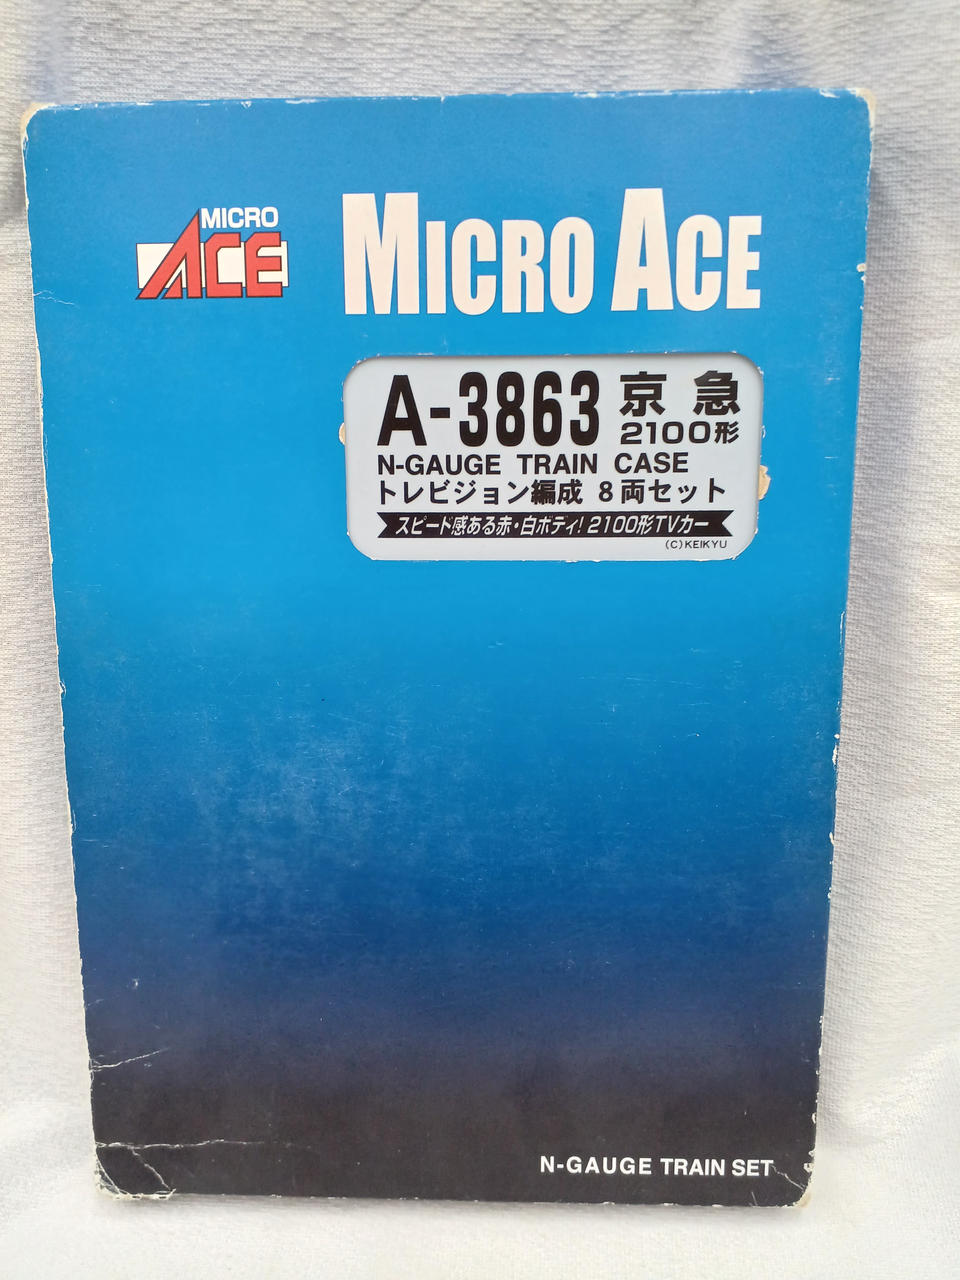 MICRO
ACE
MICRO ACE
A-3863 京急
2100形
N-GAUGE TRAIN CASE
トレビジョン編成 8両セット
スピード感ある赤・白ボディ!2100形TVカー
(C)KEIKYU
N-GAUGE TRAIN SET